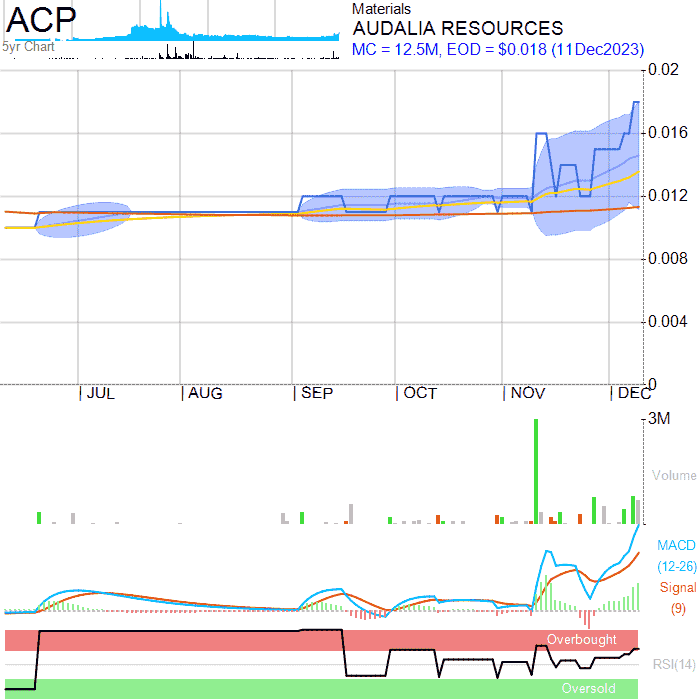 ACP
5yr Chart
Materials
AUDALIA RESOURCES
MC = 12.5M, EOD = $0.018 (11Dec2023)
0.02
0.016
0.012
0.008
0.004
0
JUL AUG SEP OCT NOV DEC
3M
Volume
MACD
(12-26)
Signal
(9)
Overbought
RSI(14)
Oversold